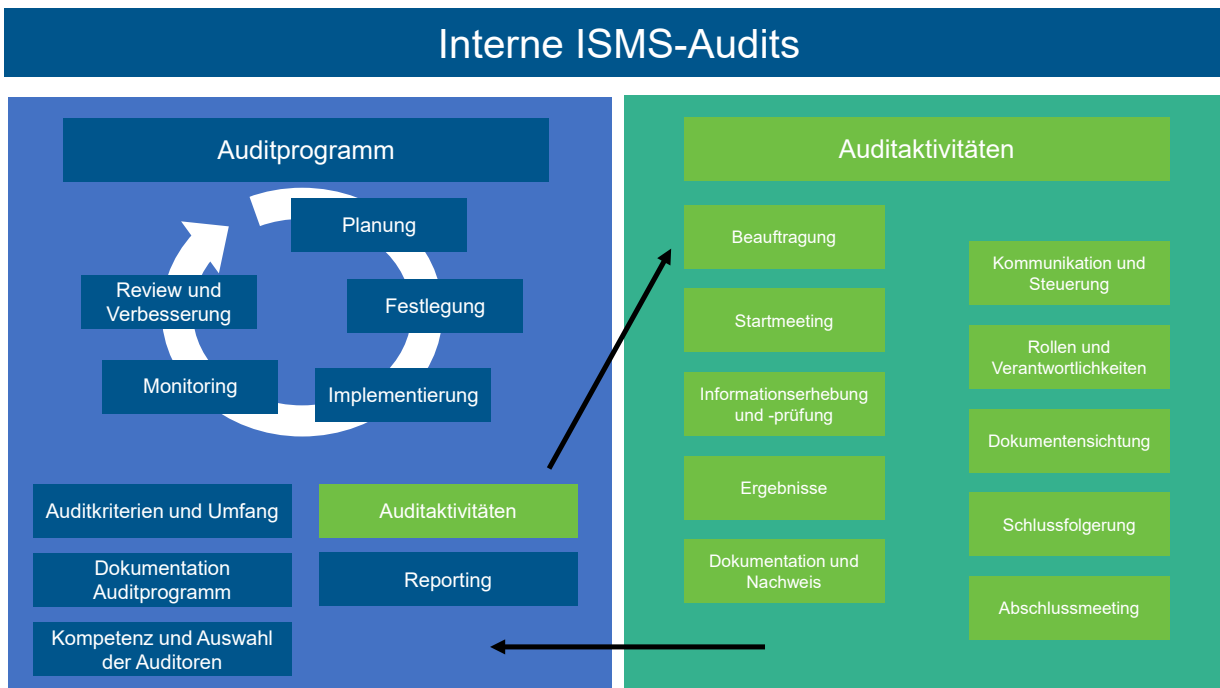 Interne ISMS-Audits
Auditprogramm
Planung
Festlegung
Implementierung
Monitoring
Review und
Verbesserung
Auditkriterien und Umfang
Dokumentation
Auditprogramm
Kompetenz und Auswahl
der Auditoren
Auditaktivitäten
Reporting
Auditaktivitäten
Beauftragung
Startmeeting
Informationserhebung
und -prüfung
Ergebnisse
Dokumentation und
Nachweis
Kommunikation und
Steuerung
Rollen und
Verantwortlichkeiten
Dokumentensichtung
Schlussfolgerung
Abschlussmeeting